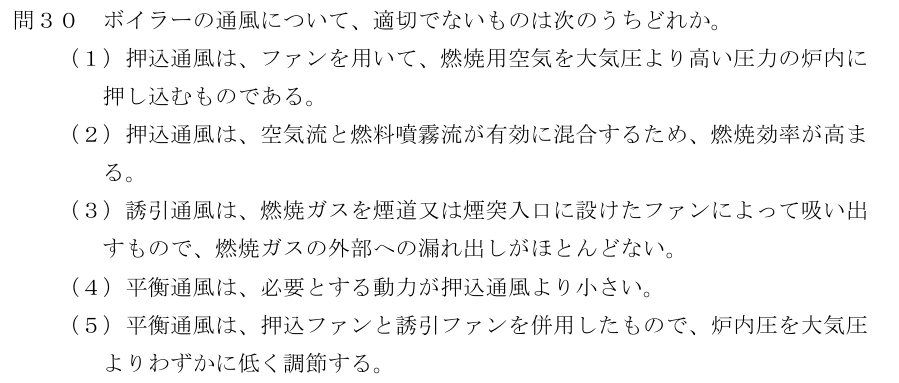 問３０　ボイラーの通風について、適切でないものは次のうちどれか。
（１）押込通風は、ファンを用いて、燃焼用空気を大気圧より高い圧力の炉内に
押し込むものである。
（２）押込通風は、空気流と燃料噴霧流が有効に混合するため、燃焼効率が高ま
る。
（３）誘引通風は、燃焼ガスを煙道又は煙突入口に設けたファンによって吸い出
すもので、燃焼ガスの外部への漏れ出しがほとんどない。
（４）平衡通風は、必要とする動力が押込通風より小さい。
（５）平衡通風は、押込ファンと誘引ファンを併用したもので、炉内圧を大気圧
よりわずかに低く調節する。